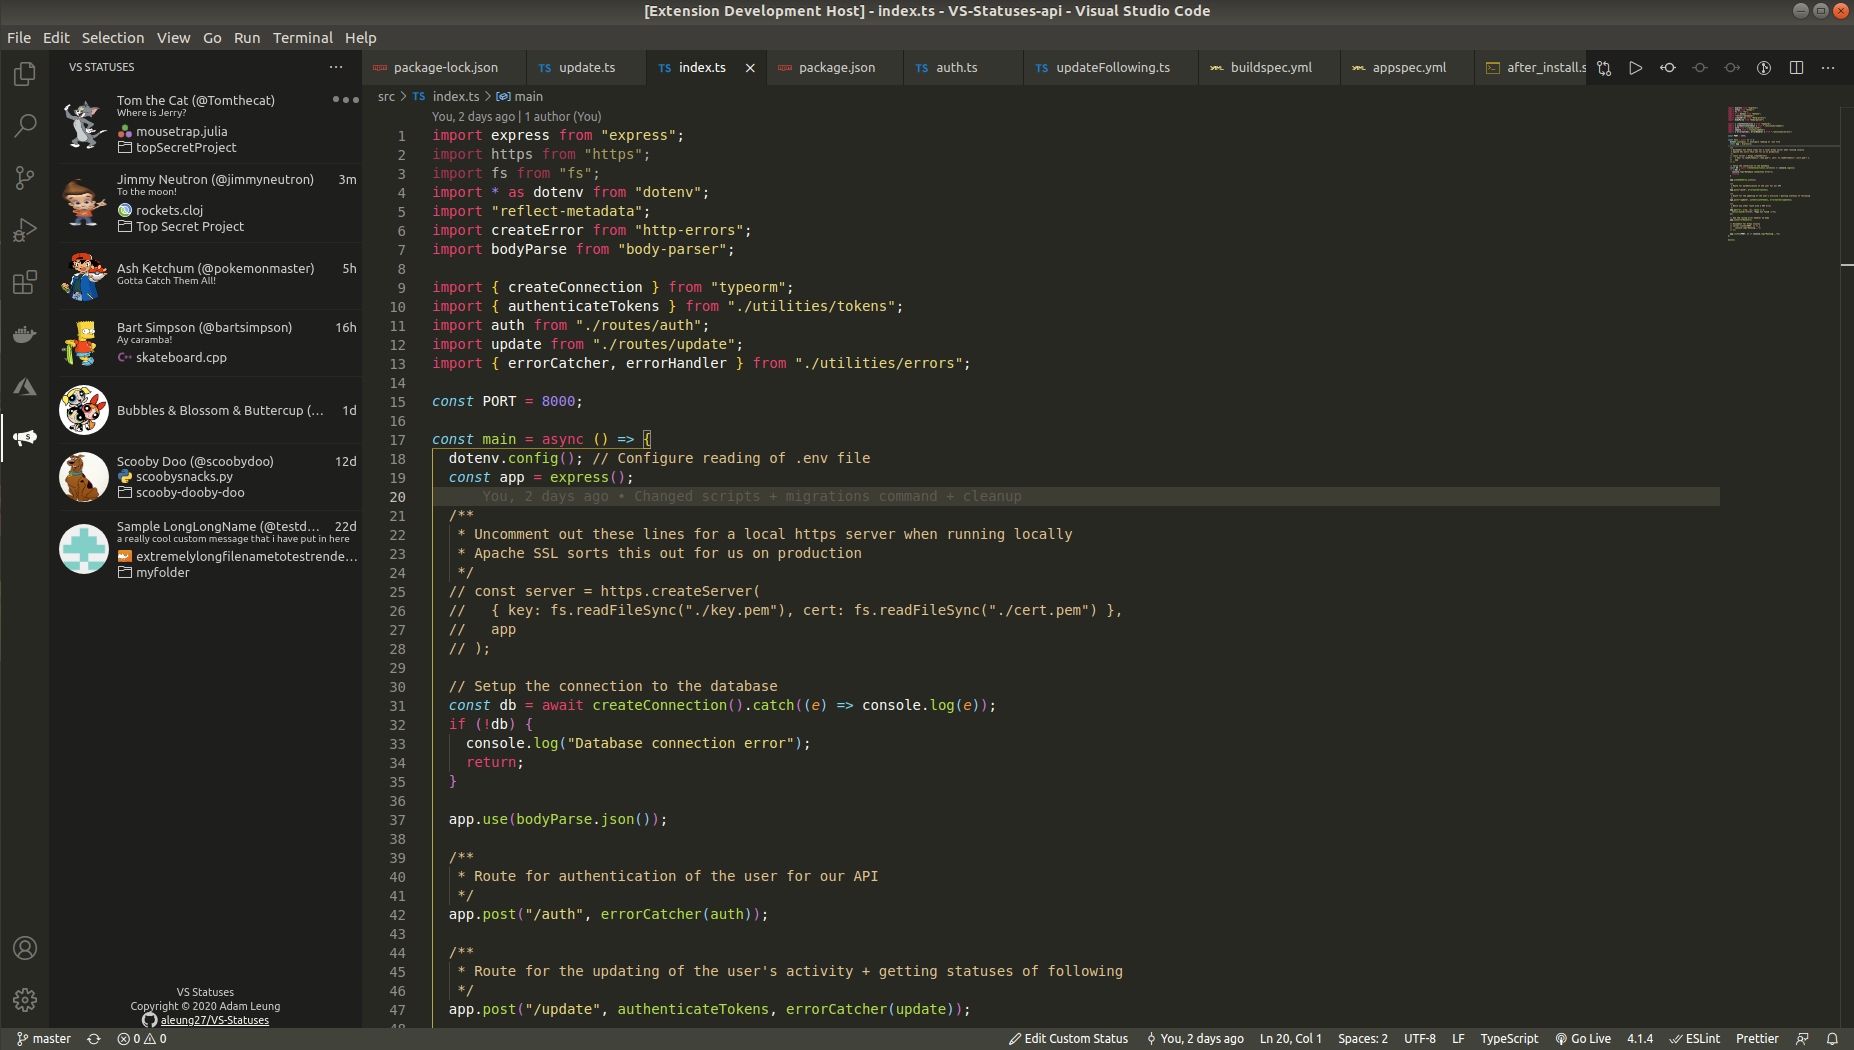 [Extension Development Host] - index.ts - VS-Statuses-api - Visual Studio Code
File Edit Selection View Go Run Terminal Help
VS STATUSES
Tom the Cat (@Tomthecat)
Where is Jerry?
mousetrap.julia
topSecretProject
Jimmy Neutron (@jimmyneutron) 3m
To the moon!
rockets.cloj
Top Secret Project
Ash Ketchum (@pokemonmaster) 5h
Gotta Catch Them All!
Bart Simpson (@bartsimpson) 16h
Ay caramba!
skateboard.cpp
Bubbles & Blossom & Buttercup (... 1d
Scooby Doo (@scoobydoo) 12d
scoobysnacks.py
scooby-dooby-doo
Sample LongLongName (@testd... 22d
a really cool custom message that i have put in here
extremelylongfilenametotestrende...
myfolder
VS Statuses
Copyright © 2020 Adam Leung
aleung27/VS-Statuses
package-lock.json TS update.ts TS index.ts package.json TS auth.ts TS updateFollowing.ts buildspec.yml appspec.yml after_install.s
src > TS index.ts > main
You, 2 days ago | 1 author (You)
1 import express from "express";
2 import https from "https";
3 import fs from "fs";
4 import * as dotenv from "dotenv";
5 import "reflect-metadata";
6 import createError from "http-errors";
7 import bodyParse from "body-parser";
8
9 import { createConnection } from "typeorm";
10 import { authenticateTokens } from "./utilities/tokens";
11 import auth from "./routes/auth";
12 import update from "./routes/update";
13 import { errorCatcher, errorHandler } from "./utilities/errors";
14
15 const PORT = 8000;
16
17 const main = async () => {
18 dotenv.config(); // Configure reading of .env file
19 const app = express();
20 You, 2 days ago • Changed scripts + migrations command + cleanup
21 /**
22 * Uncomment out these lines for a local https server when running locally
23 * Apache SSL sorts this out for us on production
24 */
25 // const server = https.createServer(
26 // { key: fs.readFileSync("./key.pem"), cert: fs.readFileSync("./cert.pem") },
27 // app
28 // );
29
30 // Setup the connection to the database
31 const db = await createConnection().catch((e) => console.log(e));
32 if (!db) {
33 console.log("Database connection error");
34 return;
35 }
36
37 app.use(bodyParse.json());
38
39 /**
40 * Route for authentication of the user for our API
41 */
42 app.post("/auth", errorCatcher(auth));
43
44 /**
45 * Route for the updating of the user's activity + getting statuses of following
46 */
47 app.post("/update", authenticateTokens, errorCatcher(update));
master 0 0 Edit Custom Status You, 2 days ago Ln 20, Col 1 Spaces: 2 UTF-8 LF TypeScript Go Live 4.1.4 ESLint Prettier